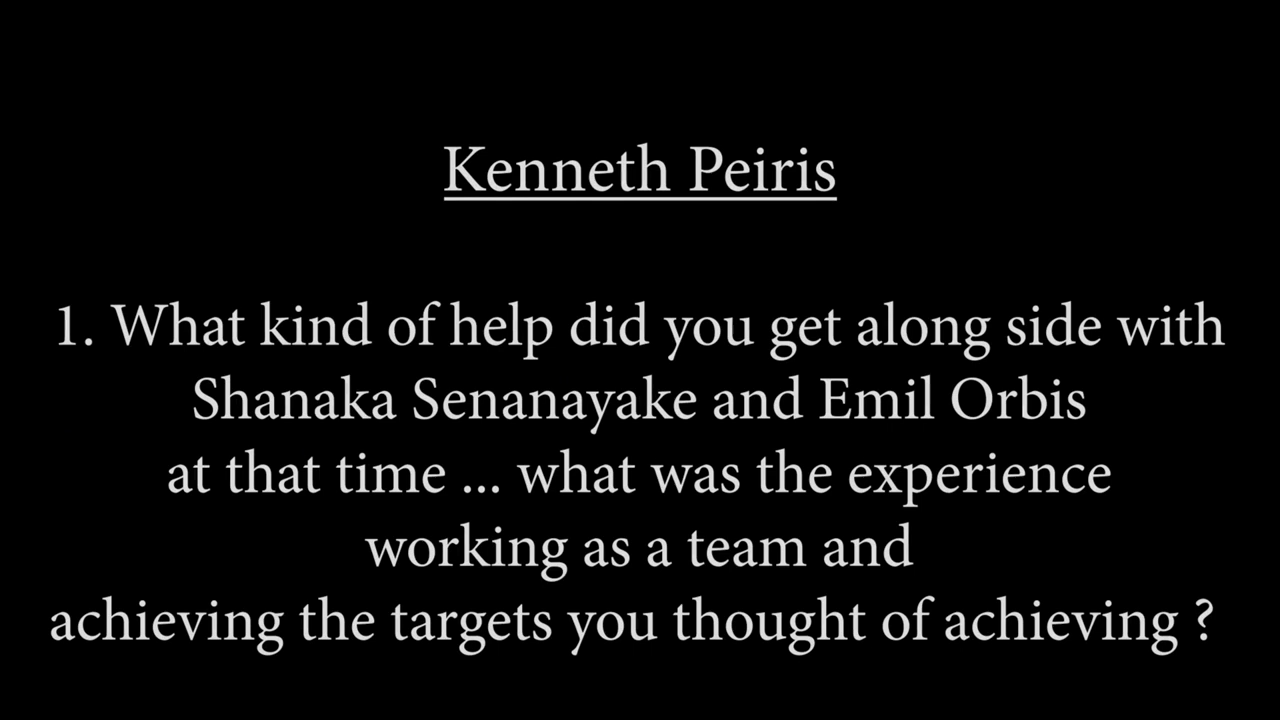 Kenneth Peiris
1. What kind of help did you get along side with
Shanaka Senanayake and Emil Orbis
at that time ... what was the experience
working as a team and
achieving the targets you thought of achieving ?